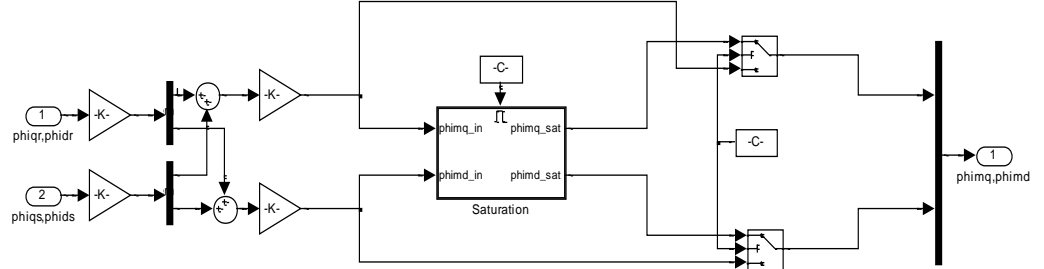 -C-
-K-
1
phiqr,phidr
-K-
phimq_in
phimq_sat
-C-
1
phimq,phimd
2
phiqs,phids
-K-
-K-
phimd_in
phimd_sat
Saturation